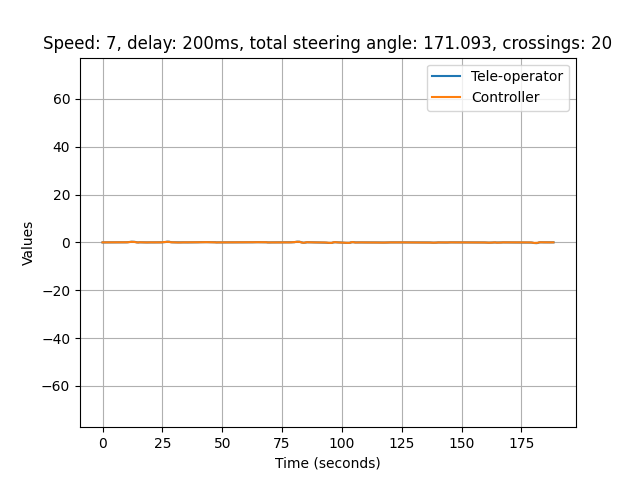 Speed: 7, delay: 200ms, total steering angle: 171.093, crossings: 20
Tele-operator
Controller
60
40
20
0
−20
−40
−60
Values
0 25 50 75 100 125 150 175
Time (seconds)